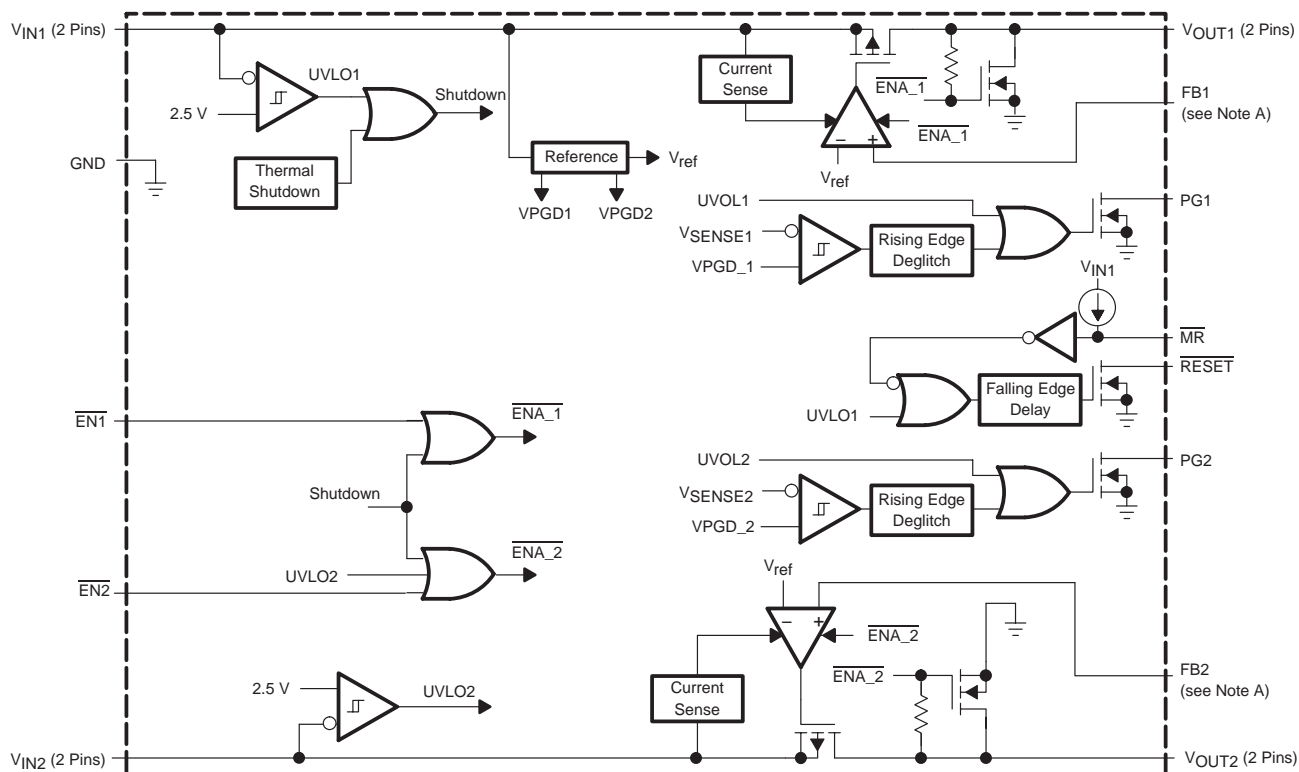 VIN1 (2 Pins)
VOUT1 (2 Pins)
UVLO1
2.5 V
Shutdown
Current
Sense
ENA_1
FB1
(see Note A)
ENA_1
GND
Thermal
Shutdown
Reference
Vref
VPGD1
VPGD2
Vref
− +
UVOL1
PG1
VSENSE1
VPGD_1
Rising Edge
Deglitch
VIN1
MR
RESET
Falling Edge
Delay
UVLO1
EN1
ENA_1
UVOL2
PG2
VSENSE2
VPGD_2
Rising Edge
Deglitch
Shutdown
ENA_2
UVLO2
EN2
Vref
− +
ENA_2
ENA_2
FB2
(see Note A)
2.5 V
UVLO2
Current
Sense
VIN2 (2 Pins)
VOUT2 (2 Pins)